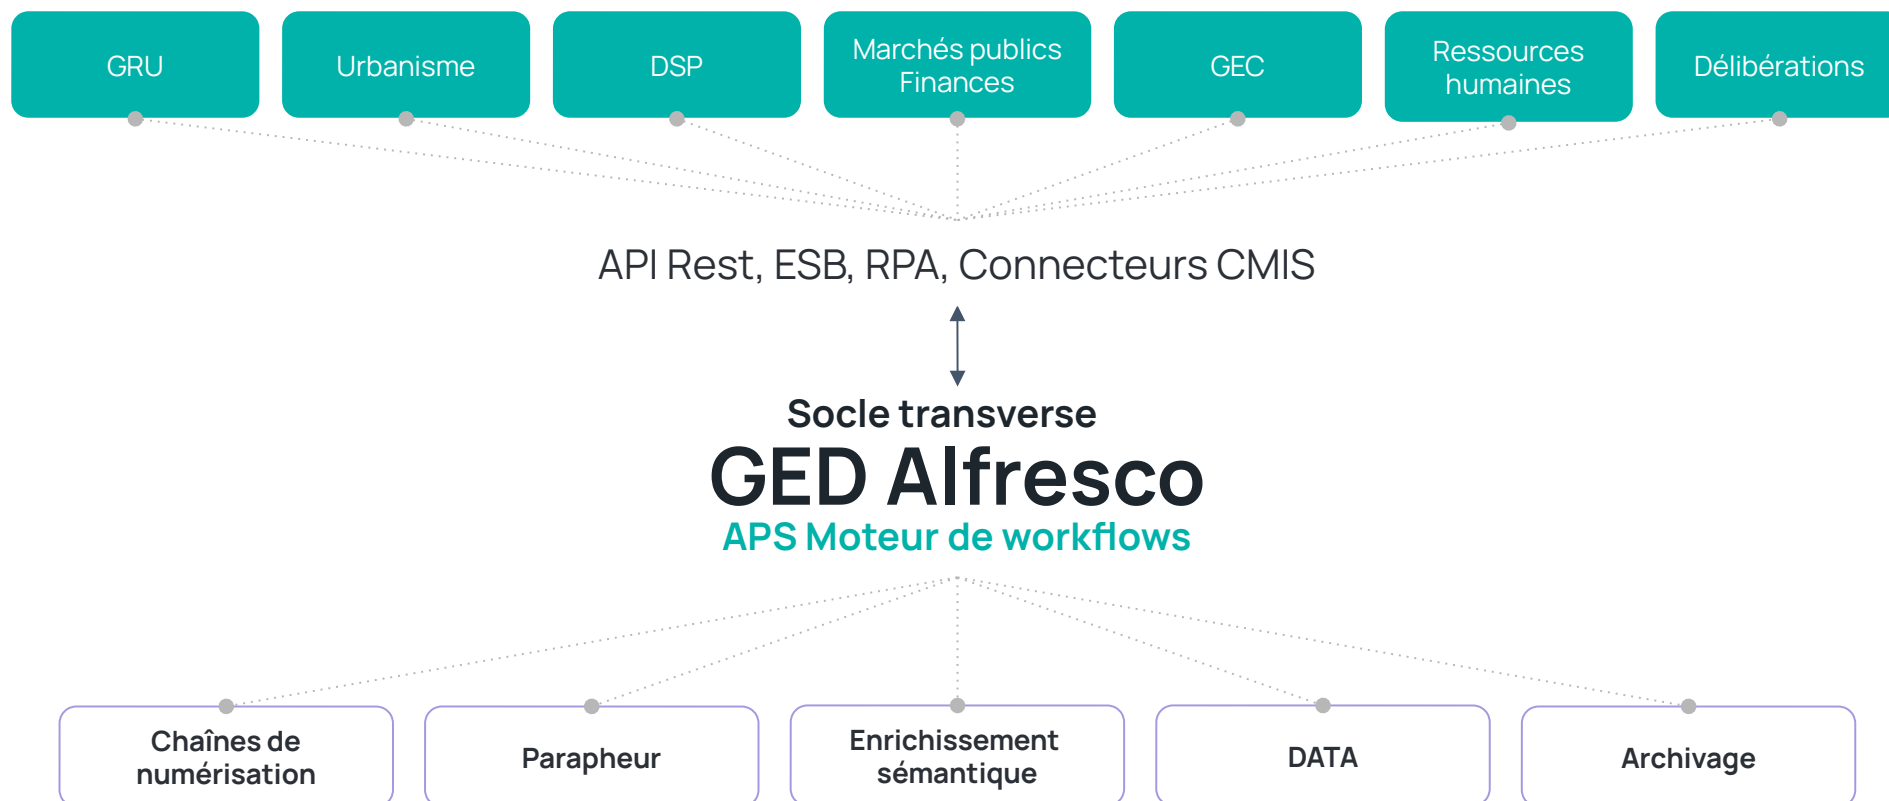 GRU
Urbanisme
DSP
Marchés publics
Finances
GEC
Ressources
humaines
Délibérations
API Rest, ESB, RPA, Connecteurs CMIS
Socle transverse
GED Alfresco
APS Moteur de workflows
Chaînes de
numérisation
Parapheur
Enrichissement
sémantique
DATA
Archivage